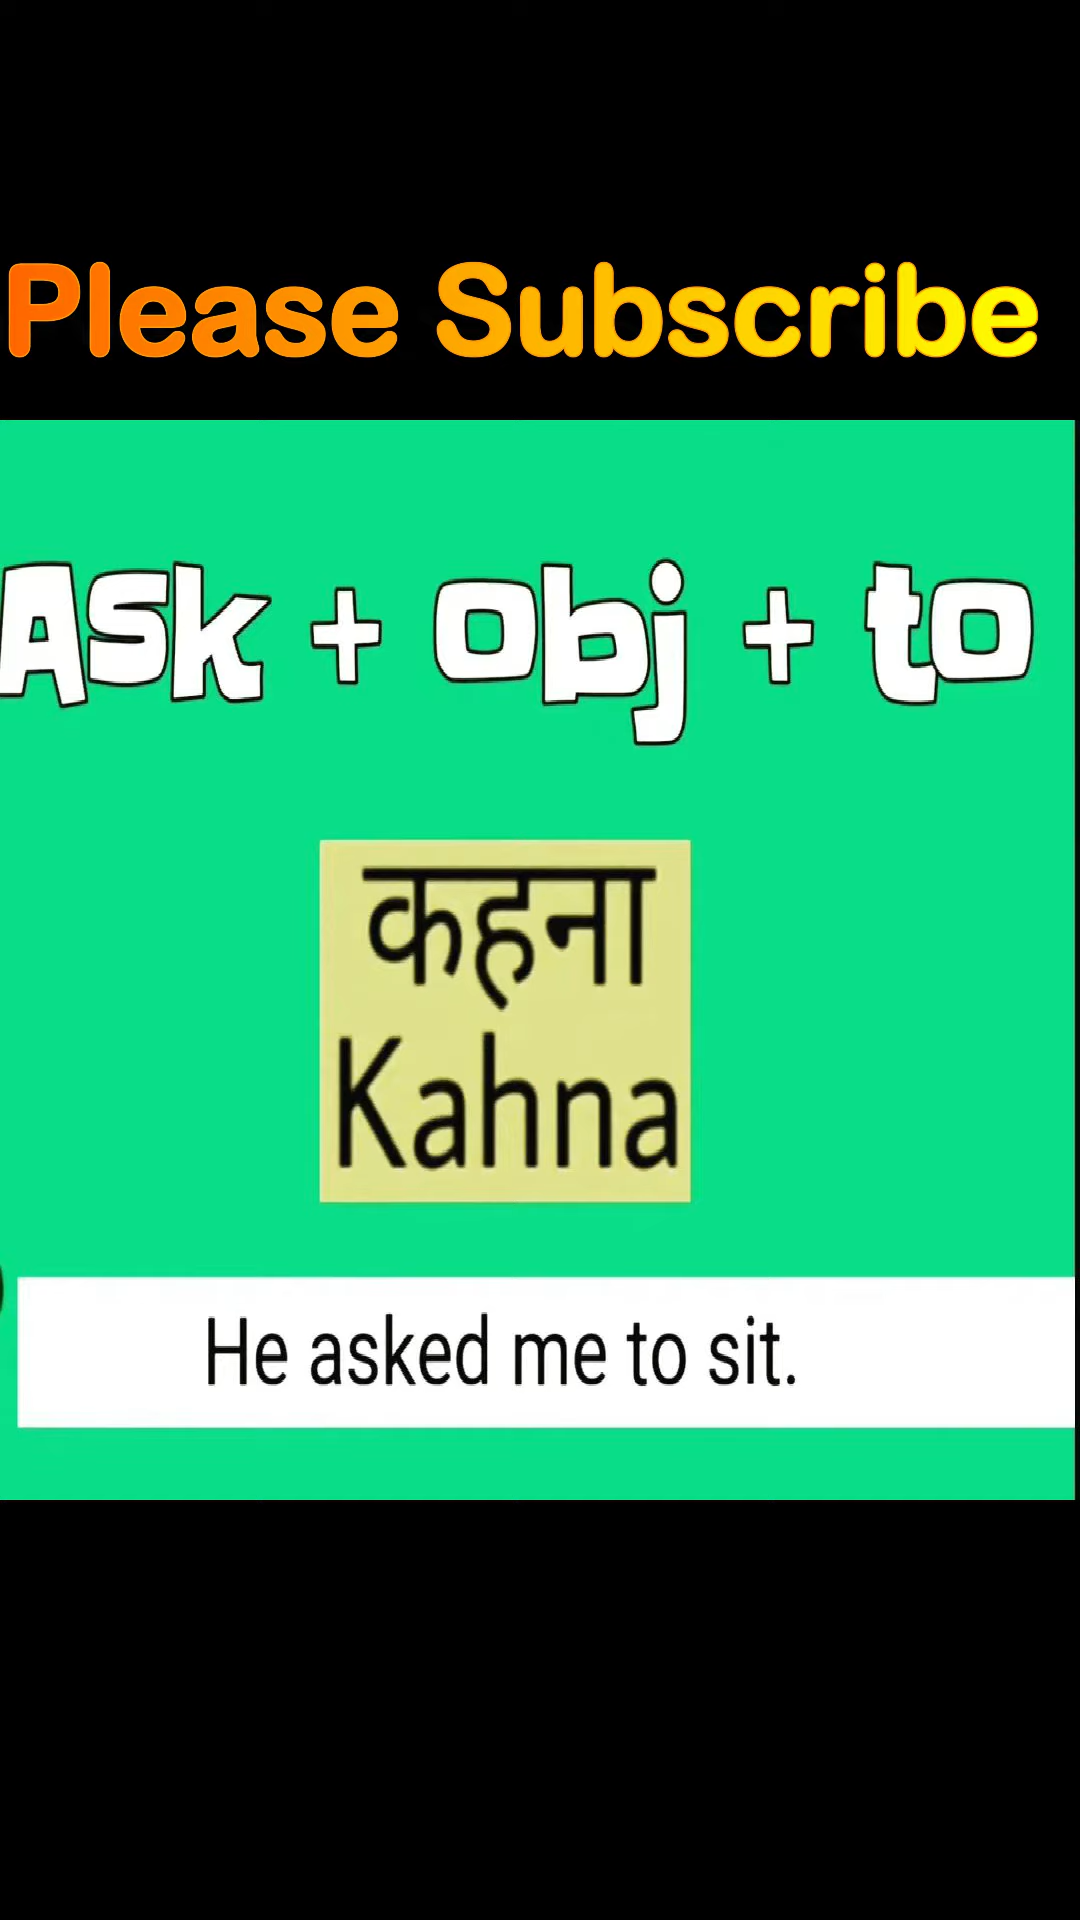 Please Subscribe
Ask + obj + to
कहना
Kahna
He asked me to sit.